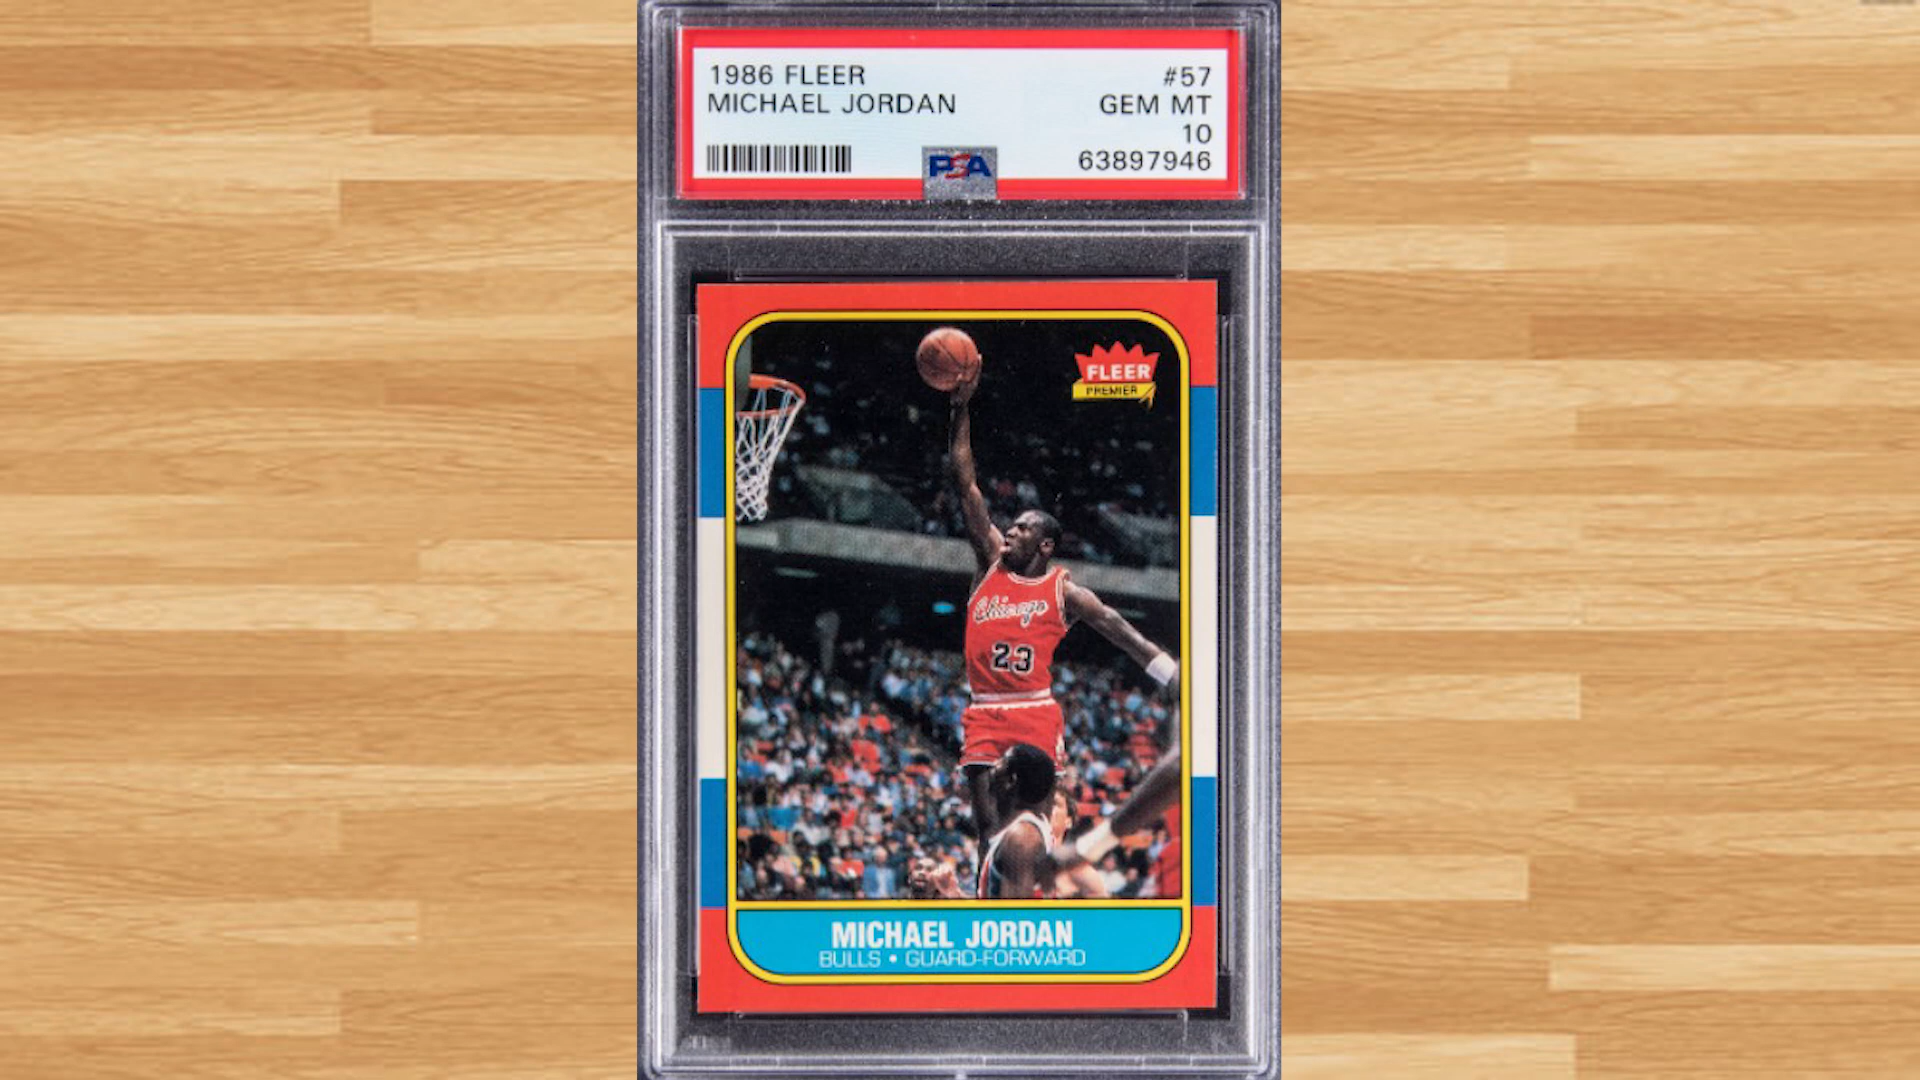 1986 FLEER #57
MICHAEL JORDAN GEM MT
10
PSA 63897946
FLEER
PREMIER
Chicago
23
MICHAEL JORDAN
BULLS • GUARD-FORWARD